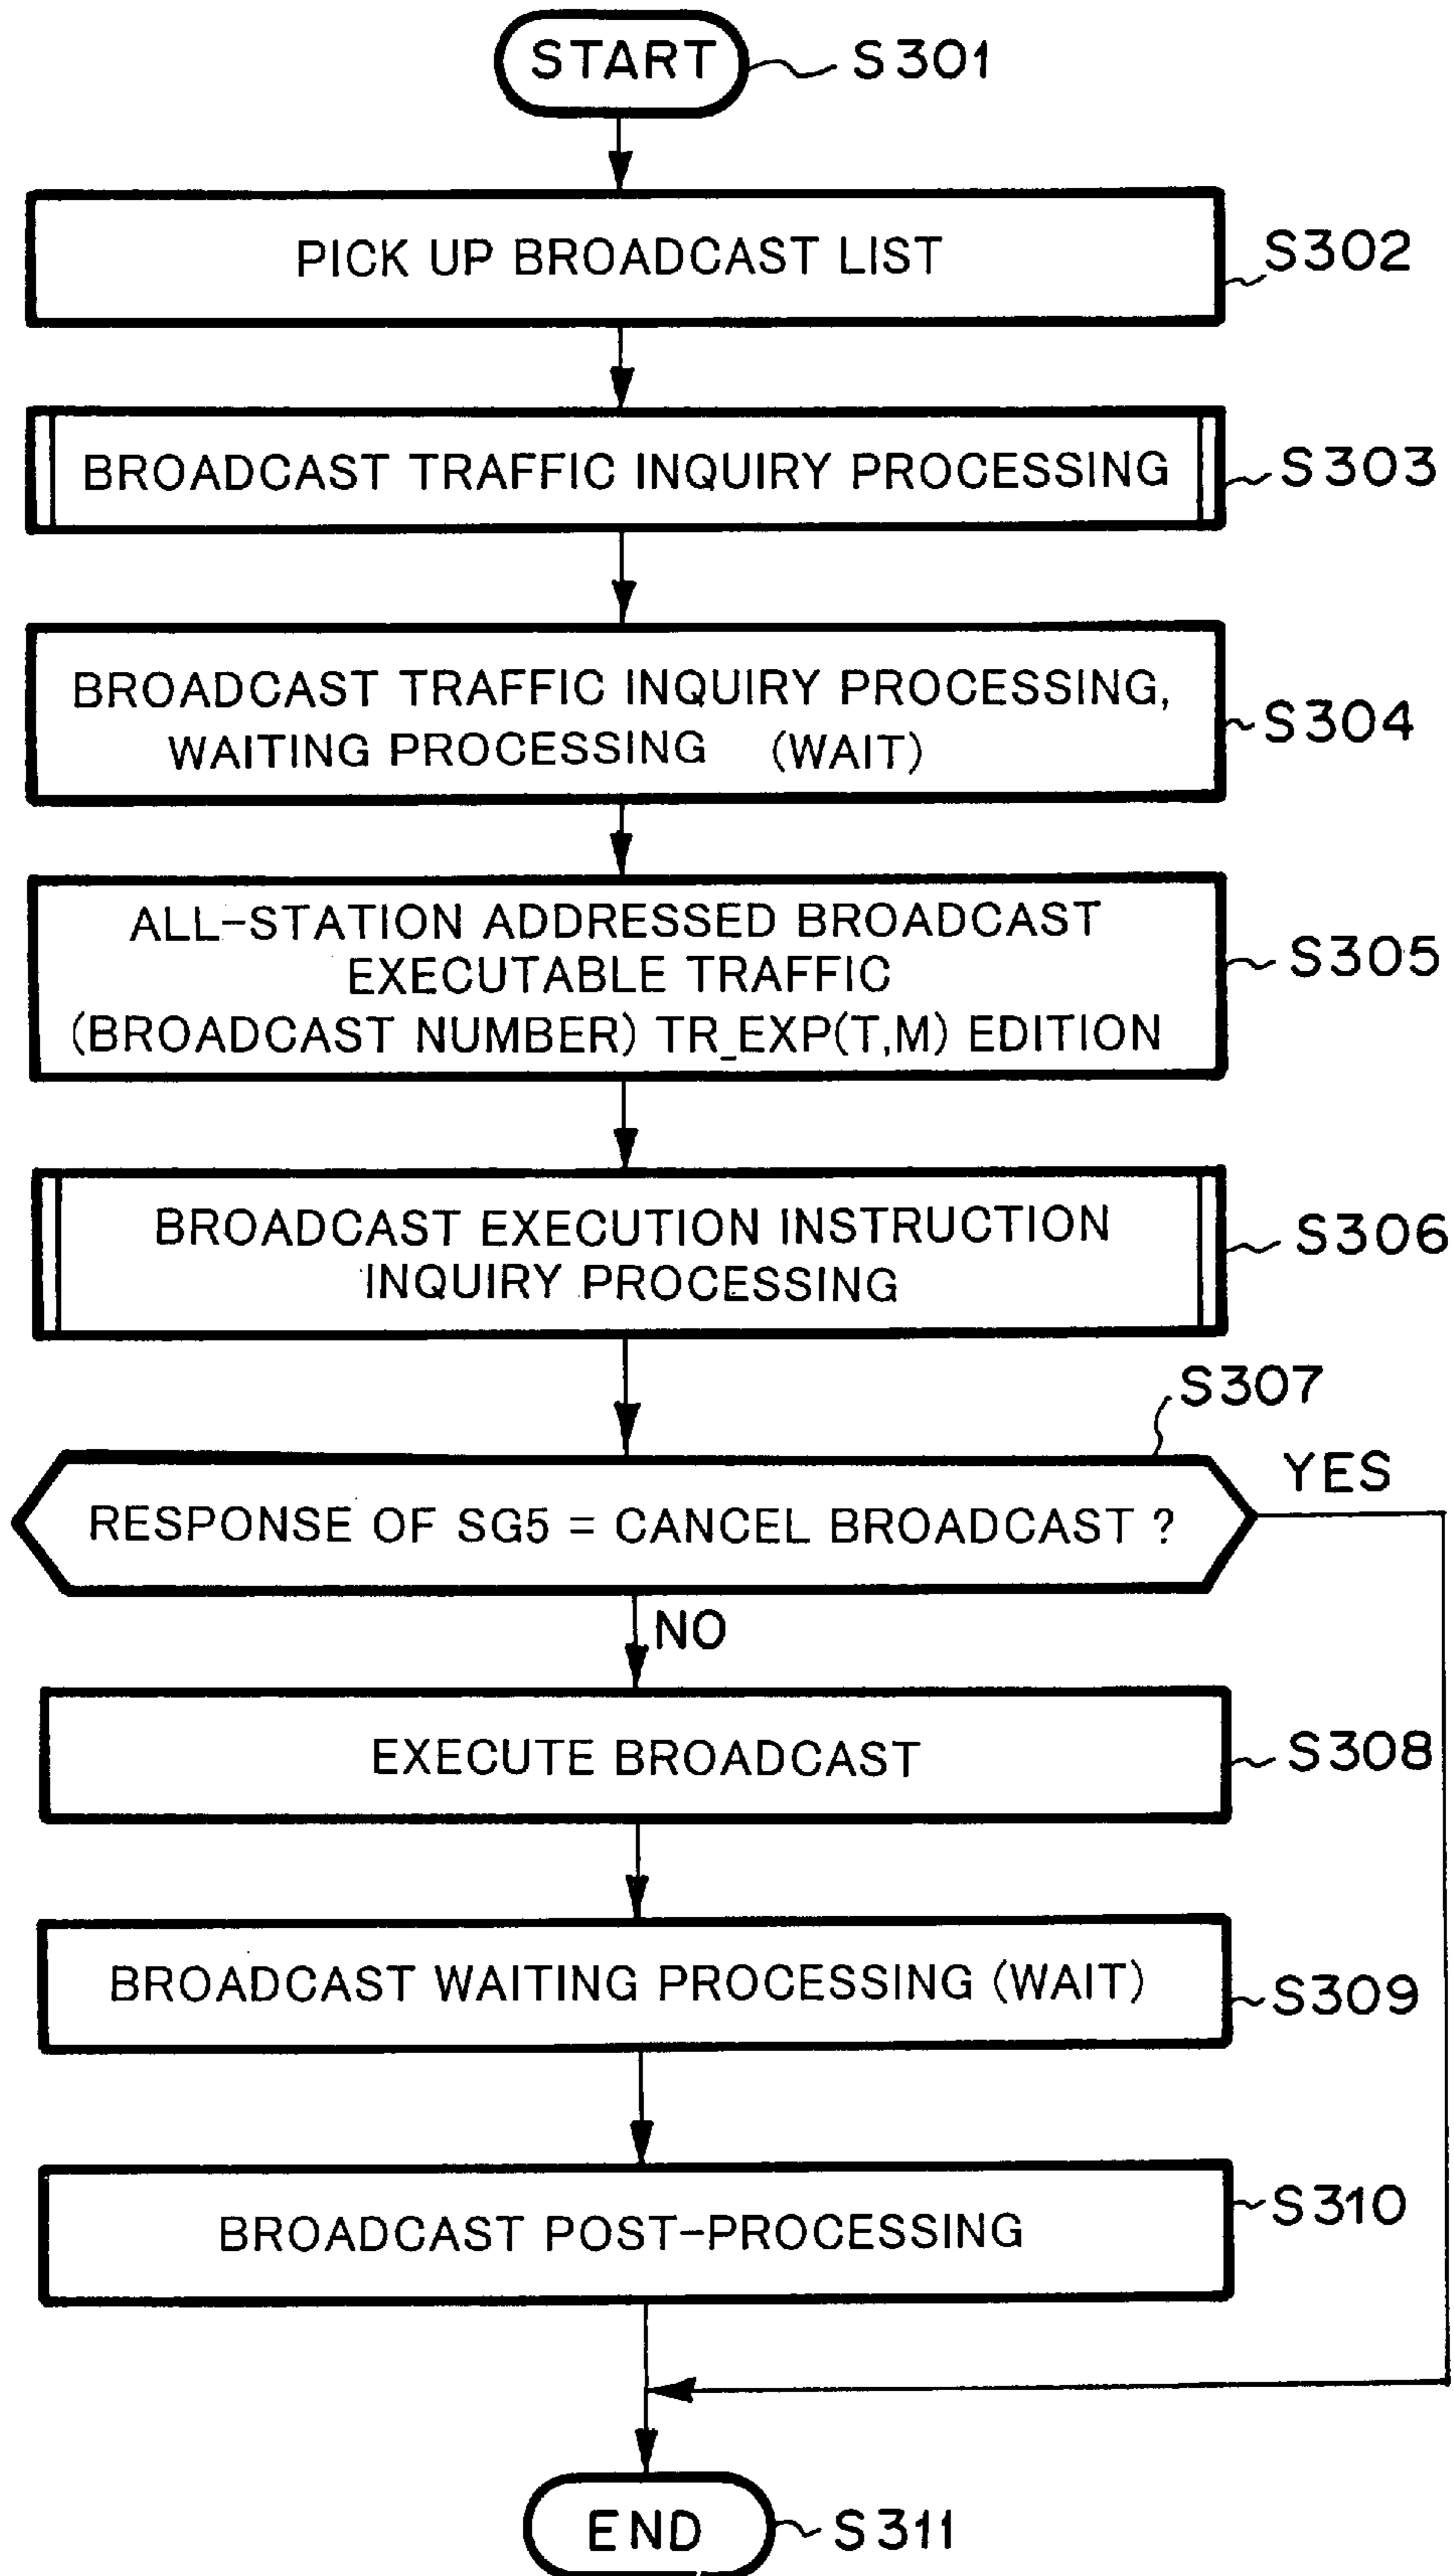 START
S301
PICK UP BROADCAST LIST
S302
BROADCAST TRAFFIC INQUIRY PROCESSING
S303
BROADCAST TRAFFIC INQUIRY PROCESSING,
WAITING PROCESSING (WAIT)
S304
ALL-STATION ADDRESSED BROADCAST
EXECUTABLE TRAFFIC
(BROADCAST NUMBER) TR_EXP(T,M) EDITION
S305
BROADCAST EXECUTION INSTRUCTION
INQUIRY PROCESSING
S306
S307
RESPONSE OF SG5 = CANCEL BROADCAST ?
YES
NO
EXECUTE BROADCAST
S308
BROADCAST WAITING PROCESSING (WAIT)
S309
BROADCAST POST-PROCESSING
S310
END
S311